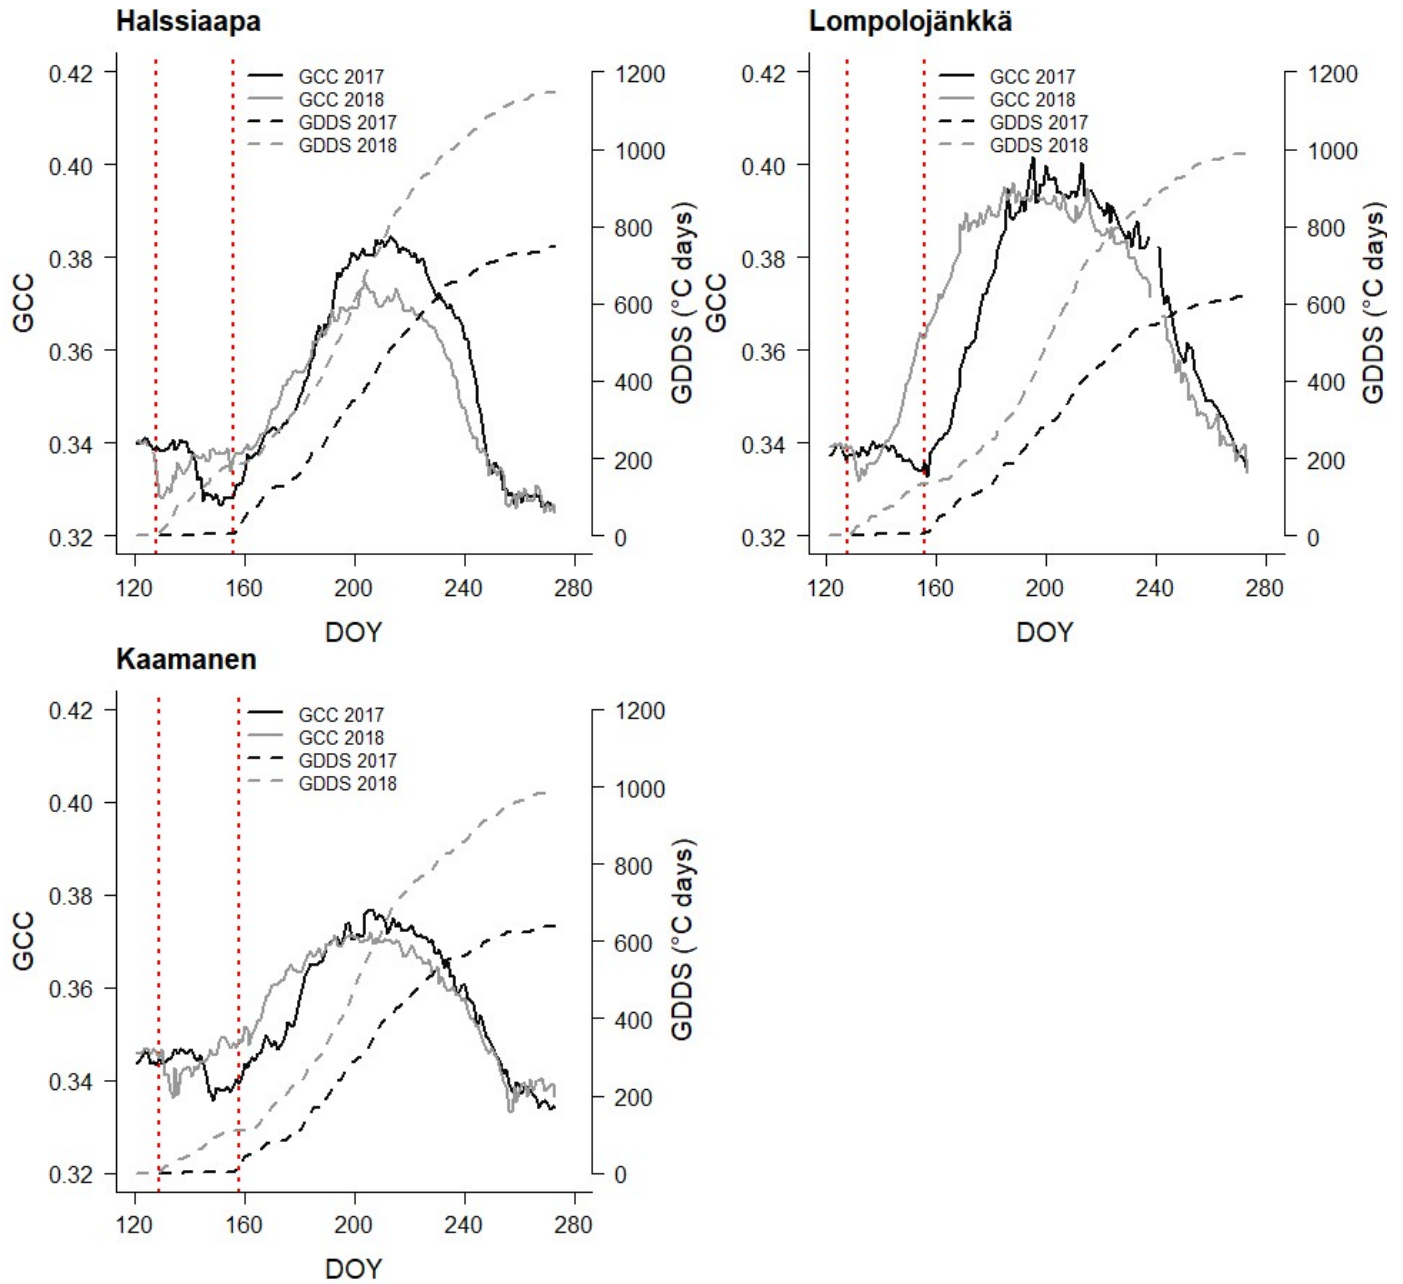 Halssiaapa
GCC 2017
GCC 2018
GDDS 2017
GDDS 2018
0.42
0.40
0.38
0.36
0.34
0.32
GCC
1200
1000
800
600
400
200
0
GDDS (°C days)
120
160
200
240
280
DOY
Lompolojänkkä
GCC 2017
GCC 2018
GDDS 2017
GDDS 2018
0.42
0.40
0.38
0.36
0.34
0.32
GCC
1200
1000
800
600
400
200
0
GDDS (°C days)
120
160
200
240
280
DOY
Kaamanen
GCC 2017
GCC 2018
GDDS 2017
GDDS 2018
0.42
0.40
0.38
0.36
0.34
0.32
GCC
1200
1000
800
600
400
200
0
GDDS (°C days)
120
160
200
240
280
DOY